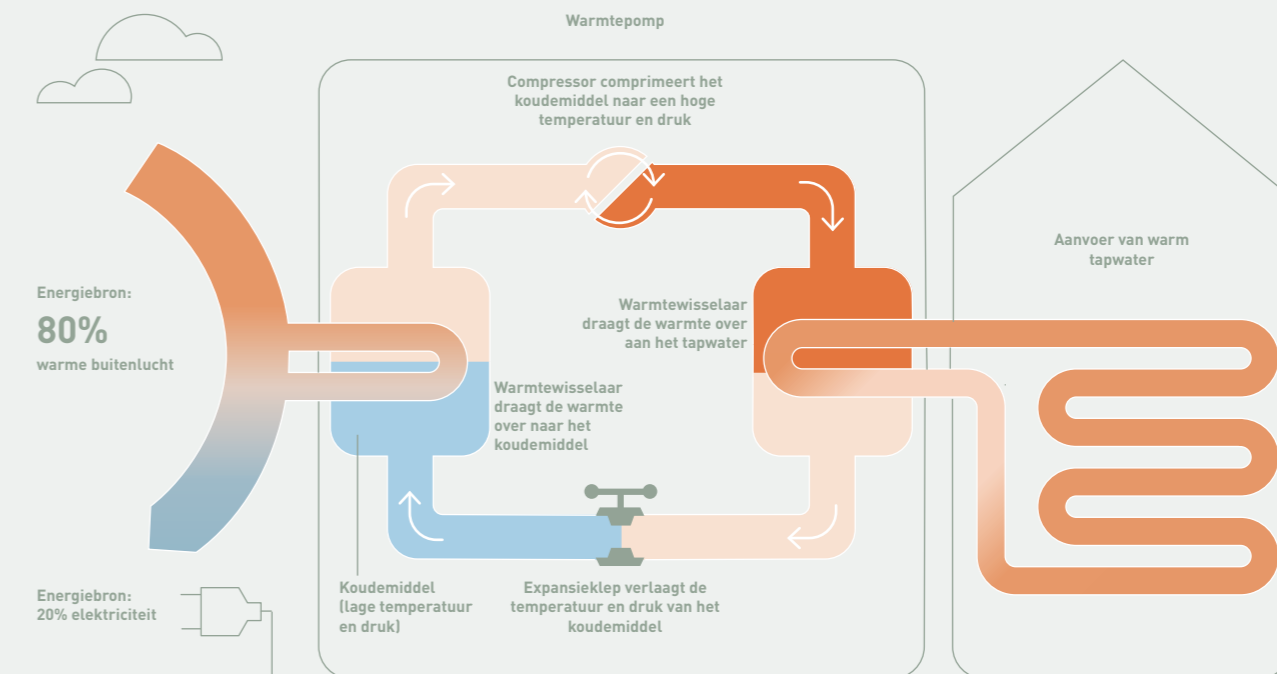 Warmtepomp
Compressor comprimeert het
koudemiddel naar een hoge
temperatuur en druk
Aanvoer van warm
tapwater
Energiebron:
80%
warme buitenlucht
Warmtewisselaar
draagt de warmte over
aan het tapwater
Warmtewisselaar
draagt de warmte
over naar het
koudemiddel
Energiebron:
20% elektriciteit
Koudemiddel
(lage temperatuur
en druk)
Expansieklep verlaagt de
temperatuur en druk van het
koudemiddel